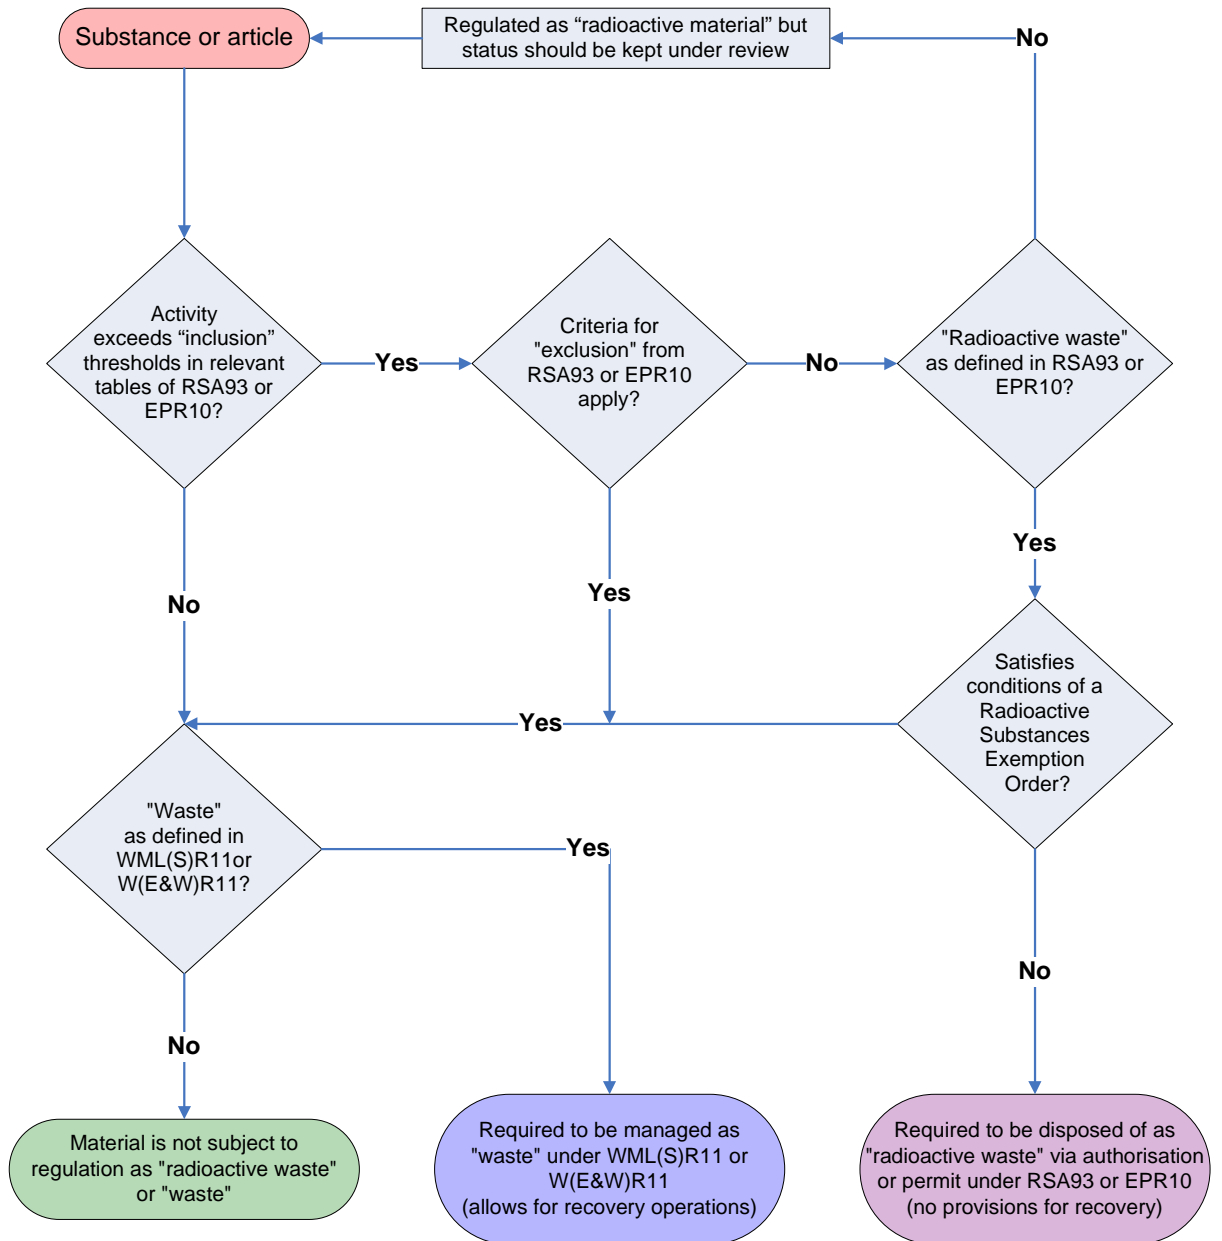 Substance or article
Regulated as “radioactive material” but
status should be kept under review
No
Activity
exceeds “inclusion”
thresholds in relevant
tables of RSA93 or
EPR10?
Yes
Criteria for
"exclusion" from
RSA93 or EPR10
apply?
No
"Radioactive waste"
as defined in RSA93 or
EPR10?
Yes
No
Yes
Satisfies
conditions of a
Radioactive
Substances
Exemption
Order?
Yes
"Waste"
as defined in
WML(S)R11or
W(E&W)R11?
Yes
No
No
Material is not subject to
regulation as "radioactive waste"
or "waste"
Required to be managed as
"waste" under WML(S)R11 or
W(E&W)R11
(allows for recovery operations)
Required to be disposed of as
"radioactive waste" via authorisation
or permit under RSA93 or EPR10
(no provisions for recovery)